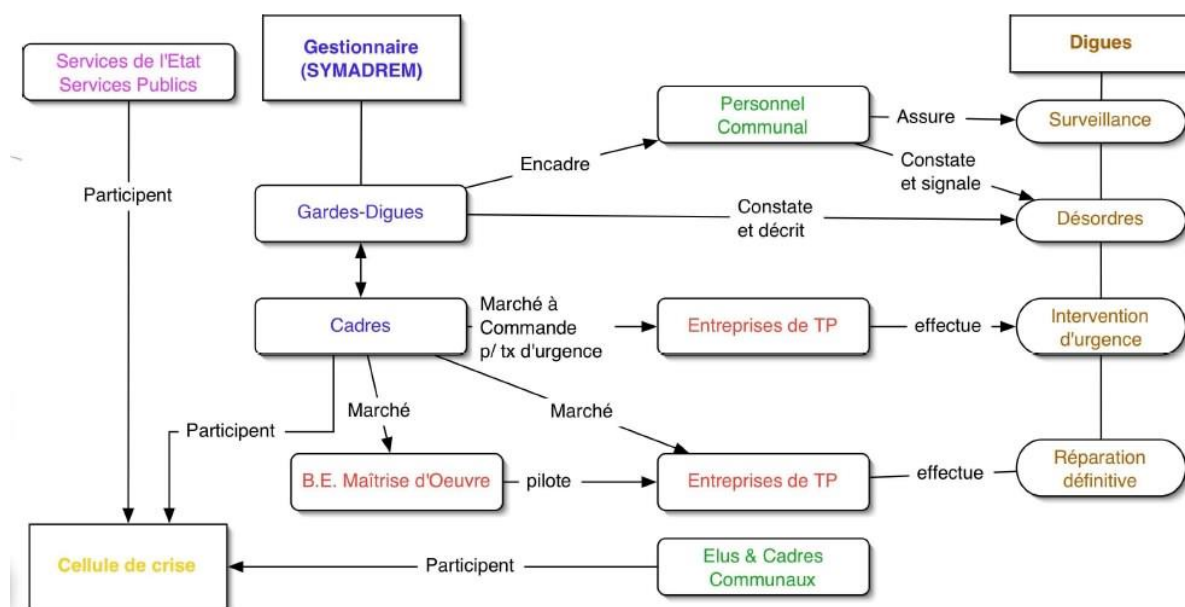 Services de l'Etat
Services Publics
Gestionnaire
(SYMADREM)
Digues
Personnel
Communal
Assure
Surveillance
Encadre
Constate
et signale
Participent
Gardes-Digues
Constate
et décrit
Désordres
Cadres
Marché à
Commande
p/ tx d'urgence
Entreprises de TP
effectue
Intervention
d'urgence
Participent
Marché
Marché
B.E. Maîtrise d'Oeuvre
pilote
Entreprises de TP
effectue
Réparation
définitive
Cellule de crise
Participent
Elus & Cadres
Communaux